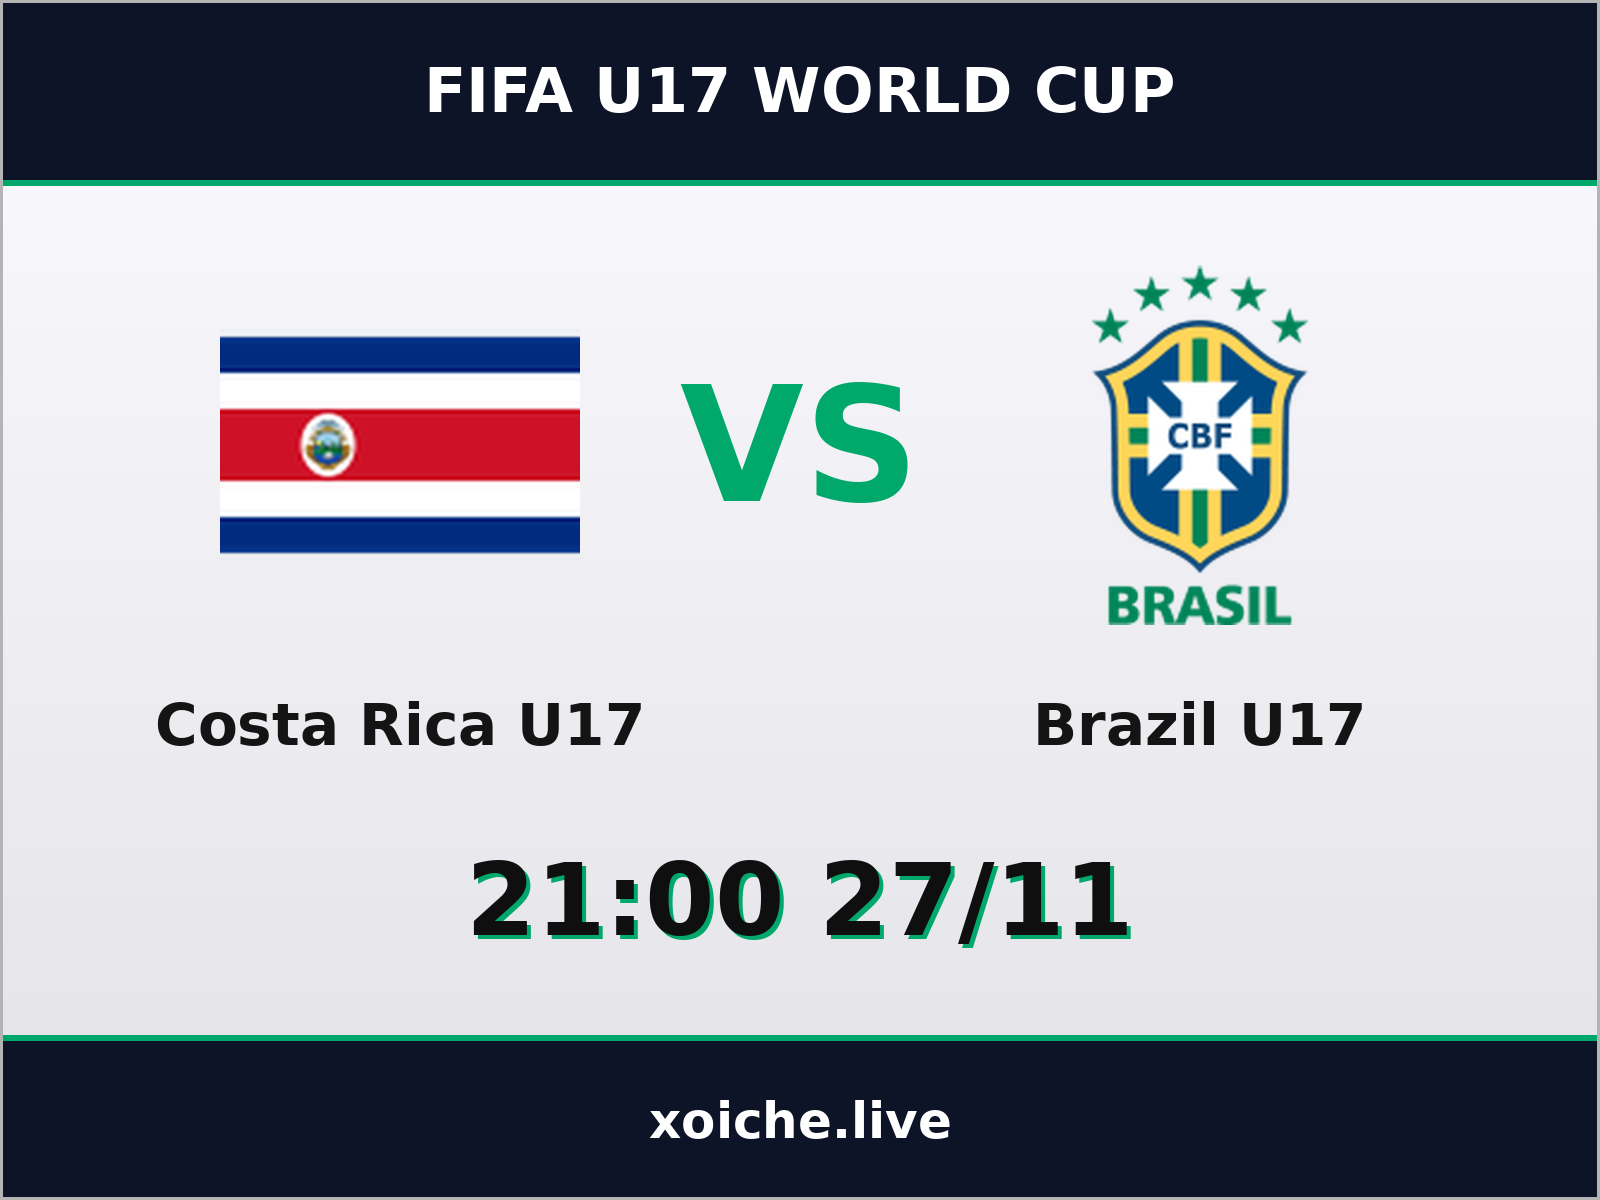 FIFA U17 WORLD CUP
VS
CBF
BRASIL
Costa Rica U17
Brazil U17
21:00 27/11
xoiche.live